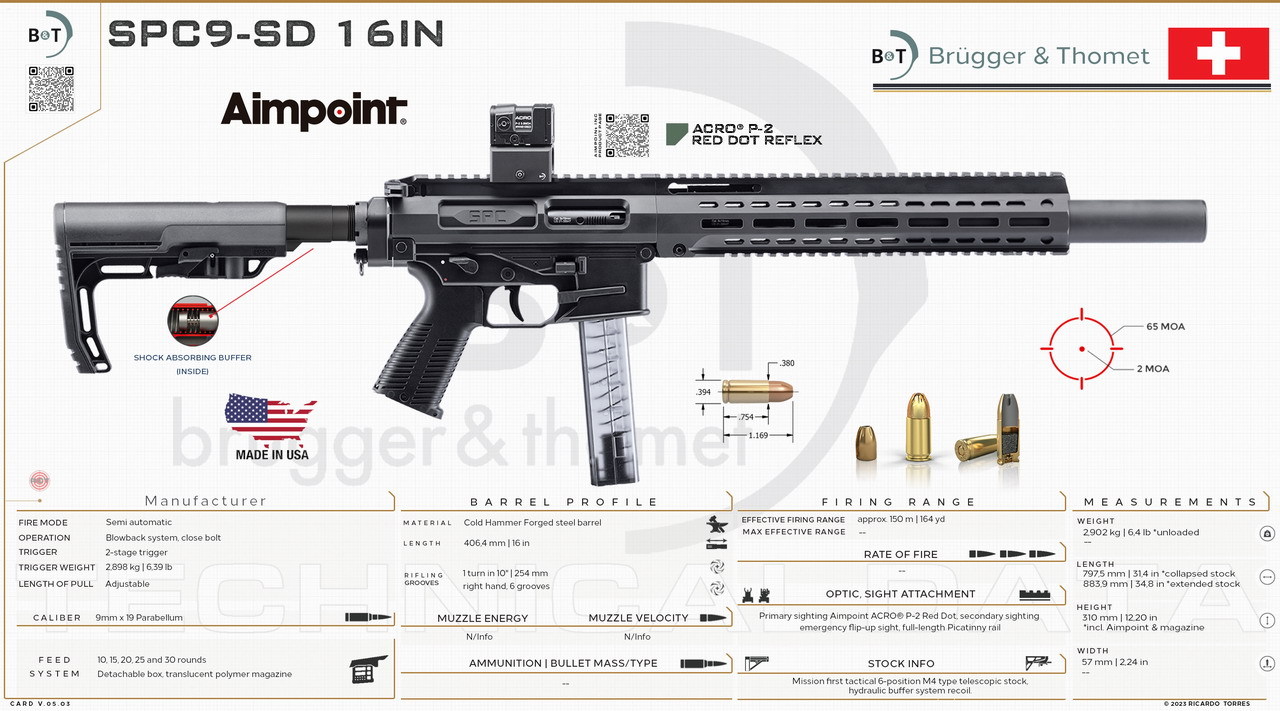 B&T
SPC9-SD 16IN
B&T Brügger & Thomet
Aimpoint®
ACRO
AIMPOINT INC
PRODUCT PAGE
ACRO® P-2
RED DOT REFLEX
SPC
SHOCK ABSORBING BUFFER
(INSIDE)
MADE IN USA
brügger & thomet
65 MOA
2 MOA
.380
.394
.754
1.169
TECHNICAL DATA
Manufacturer
FIRE MODE Semi automatic
OPERATION Blowback system, close bolt
TRIGGER 2-stage trigger
TRIGGER WEIGHT 2,898 kg | 6,39 lb
LENGTH OF PULL Adjustable
CALIBER 9mm x 19 Parabellum
FEED
SYSTEM
10, 15, 20, 25 and 30 rounds
Detachable box, translucent polymer magazine
BARREL PROFILE
MATERIAL Cold Hammer Forged steel barrel
LENGTH 406,4 mm | 16 in
RIFLING
GROOVES
1 turn in 10" | 254 mm
right hand, 6 grooves
MUZZLE ENERGY MUZZLE VELOCITY
N/Info N/Info
AMMUNITION | BULLET MASS/TYPE
--
FIRING RANGE
EFFECTIVE FIRING RANGE approx. 150 m | 164 yd
MAX EFFECTIVE RANGE --
RATE OF FIRE
--
OPTIC, SIGHT ATTACHMENT
Primary sighting Aimpoint ACRO® P-2 Red Dot, secondary sighting
emergency flip-up sight, full-length Picatinny rail
STOCK INFO
Mission first tactical 6-position M4 type telescopic stock,
hydraulic buffer system recoil.
MEASUREMENTS
WEIGHT
2,902 kg | 6,4 lb *unloaded
--
LENGTH
797,5 mm | 31,4 in *collapsed stock
883,9 mm | 34,8 in *extended stock
HEIGHT
310 mm | 12,20 in
*incl. Aimpoint & magazine
WIDTH
57 mm | 2,24 in
--
CARD V.05.03
© 2023 RICARDO TORRES